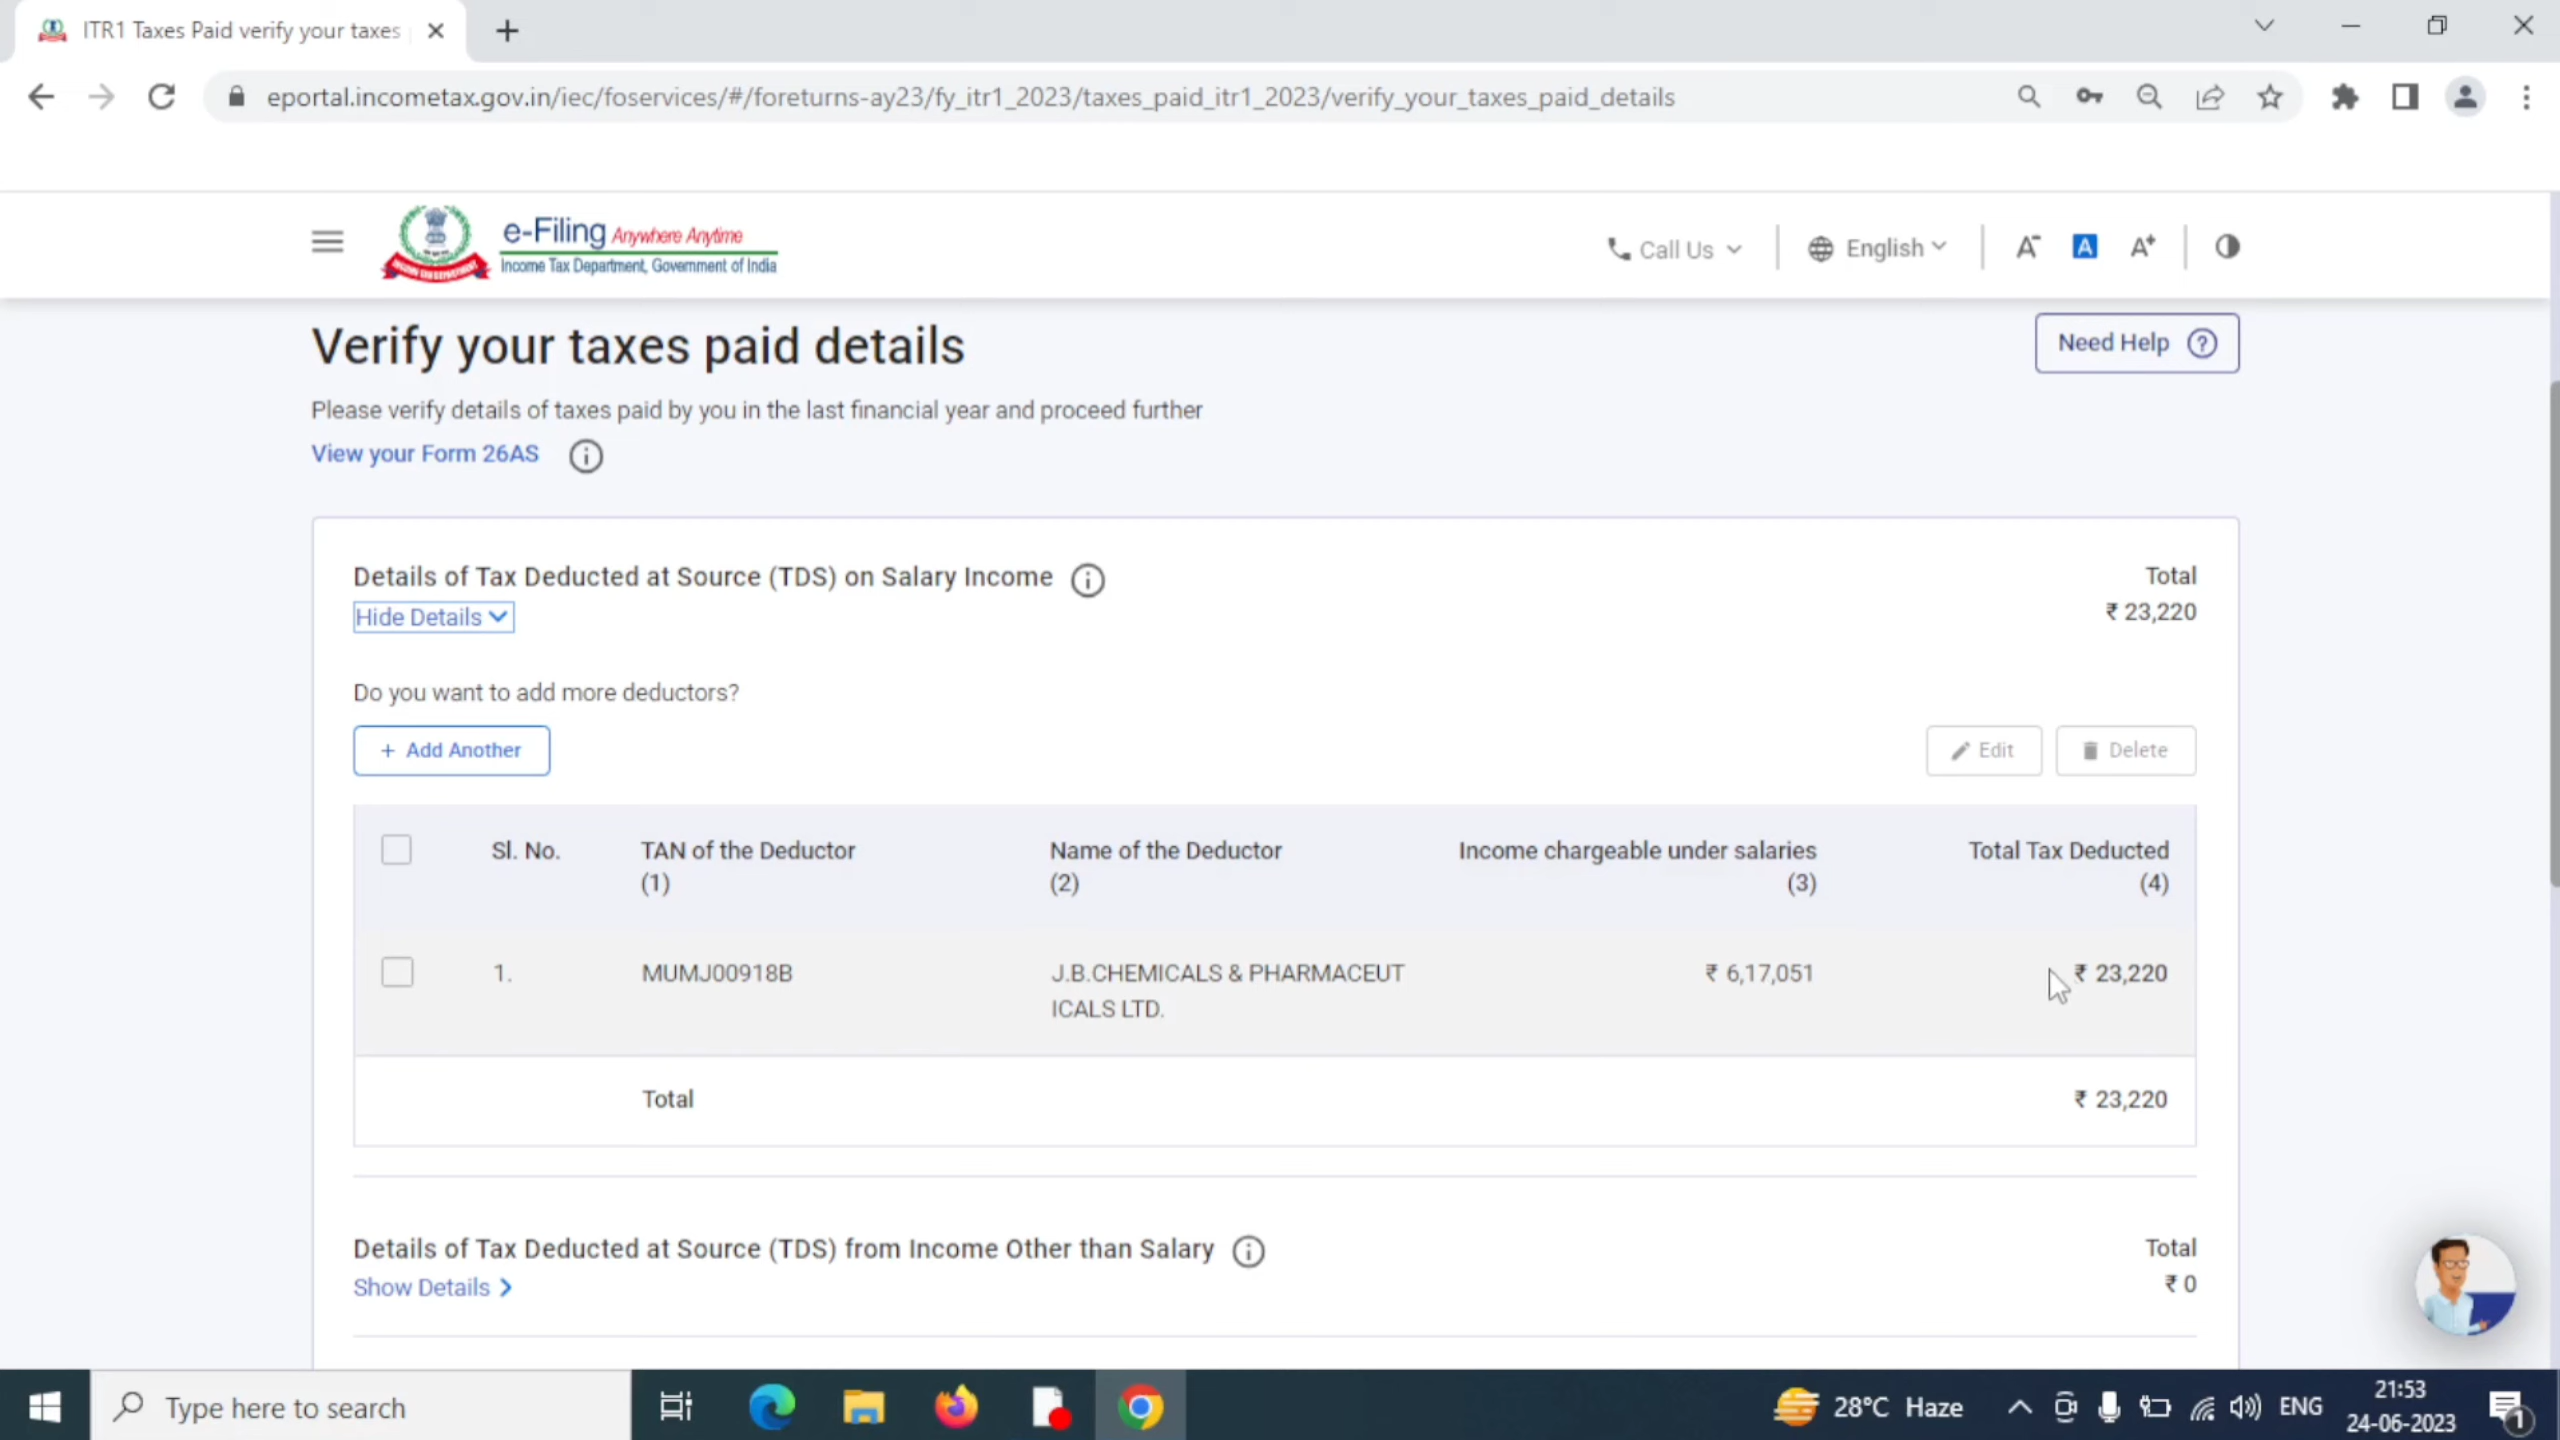 ITR1 Taxes Paid verify your taxes
eportal.incometax.gov.in/iec/foservices/#/foreturns-ay23/fy_itr1_2023/taxes_paid_itr1_2023/verify_your_taxes_paid_details
e-Filing Anywhere Anytime
Income Tax Department, Government of India
Call Us
English
A-
A
A+
Verify your taxes paid details
Need Help ?
Please verify details of taxes paid by you in the last financial year and proceed further
View your Form 26AS
Details of Tax Deducted at Source (TDS) on Salary Income
Total
Hide Details
₹ 23,220
Do you want to add more deductors?
+ Add Another
Edit
Delete
Sl. No. TAN of the Deductor Name of the Deductor Income chargeable under salaries Total Tax Deducted
(1) (2) (3) (4)
1. MUMJ00918B J.B.CHEMICALS & PHARMACEUT ₹ 6,17,051 ₹ 23,220
ICALS LTD.
Total ₹ 23,220
Details of Tax Deducted at Source (TDS) from Income Other than Salary
Total
Show Details
₹ 0
Type here to search
28°C Haze
ENG
21:53
24-06-2023
1